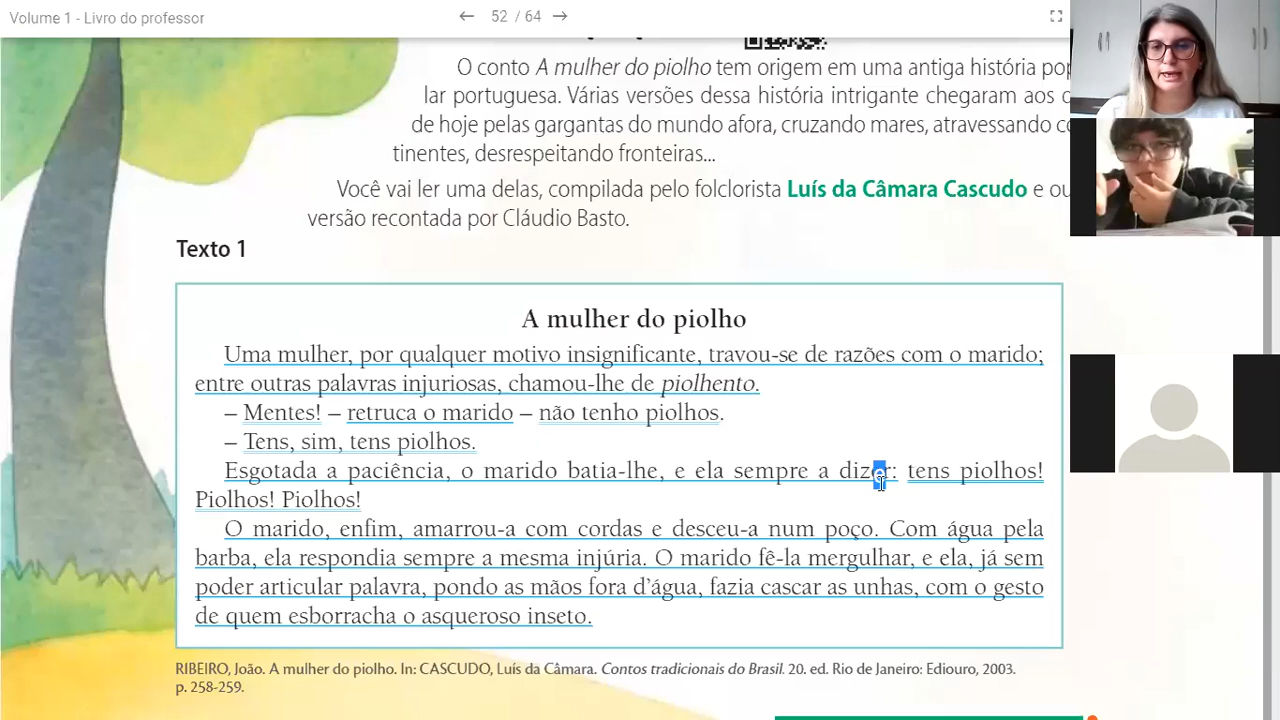 Volume 1 - Livro do professor
52 / 64
O conto A mulher do piolho tem origem em uma antiga história
lar portuguesa. Várias versões dessa história intrigante chegaram aos
de hoje pelas gargantas do mundo afora, cruzando mares, atravessando
tinentes, desrespeitando fronteiras...
Você vai ler uma delas, compilada pelo folclorista Luís da Câmara Cascudo e
versão recontada por Cláudio Basto.
Texto 1
A mulher do piolho
Uma mulher, por qualquer motivo insignificante, travou-se de razões com o marido;
entre outras palavras injuriosas, chamou-lhe de piolhento.
– Mentes! – retruca o marido – não tenho piolhos.
– Tens, sim, tens piolhos.
Esgotada a paciência, o marido batia-lhe, e ela sempre a dizer: tens piolhos!
Piolhos! Piolhos!
O marido, enfim, amarrou-a com cordas e desceu-a num poço. Com água pela
barba, ela respondia sempre a mesma injúria. O marido fê-la mergulhar, e ela, já sem
poder articular palavra, pondo as mãos fora d’água, fazia cascar as unhas, com o gesto
de quem esborracha o asqueroso inseto.
RIBEIRO, João. A mulher do piolho. In: CASCUDO, Luís da Câmara. Contos tradicionais do Brasil. 20. ed. Rio de Janeiro: Ediouro, 2003.
p. 258-259.